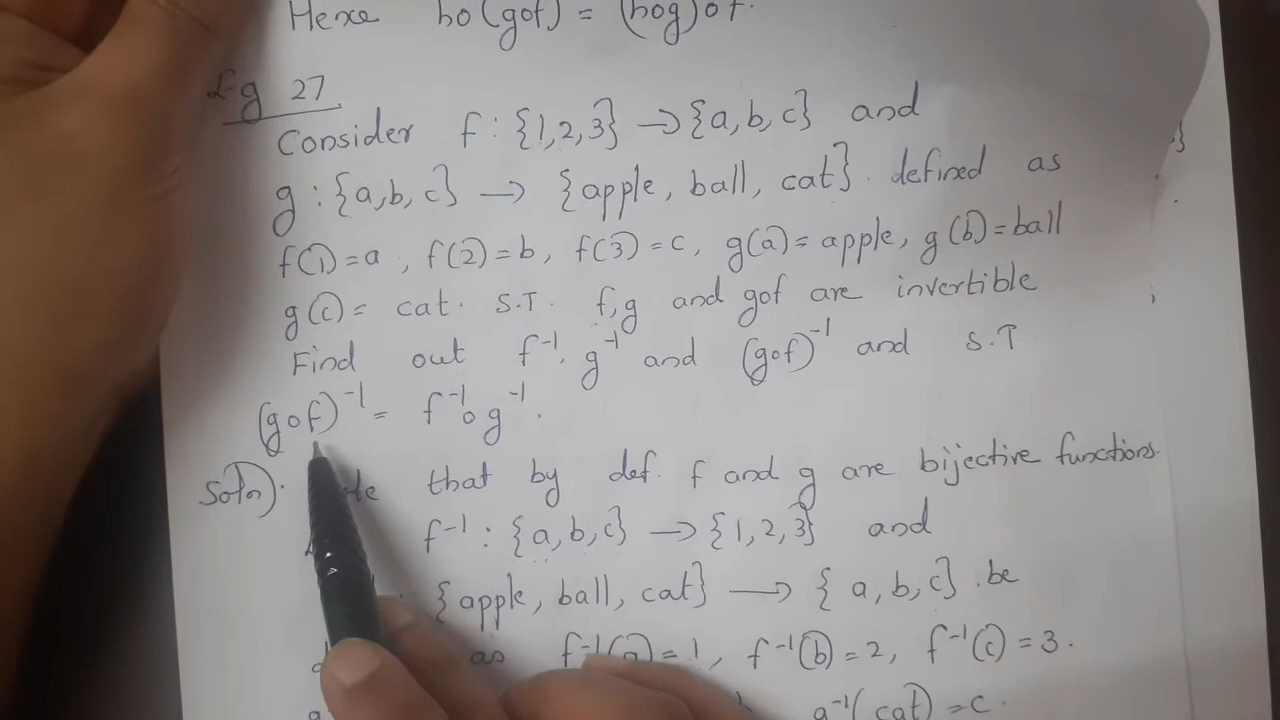 Hence ho(gof) = (hog)of.
Eg 27
Consider f : {1,2,3} → {a,b,c} and
g : {a,b,c} → {apple, ball, cat} defined as
f(1)=a, f(2)=b, f(3)=c, g(a)=apple, g(b)=ball
g(c)= cat. S.T. f,g and gof are invertible
Find out f⁻¹, g⁻¹ and (gof)⁻¹ and S.T
(gof)⁻¹ = f⁻¹o g⁻¹.
Soln). that by def. f and g are bijective functions.
f⁻¹ : {a,b,c} → {1,2,3} and
{apple, ball, cat} → {a,b,c}. be
as f⁻¹(a)=1, f⁻¹(b)=2, f⁻¹(c)=3.
g⁻¹(cat)=c.